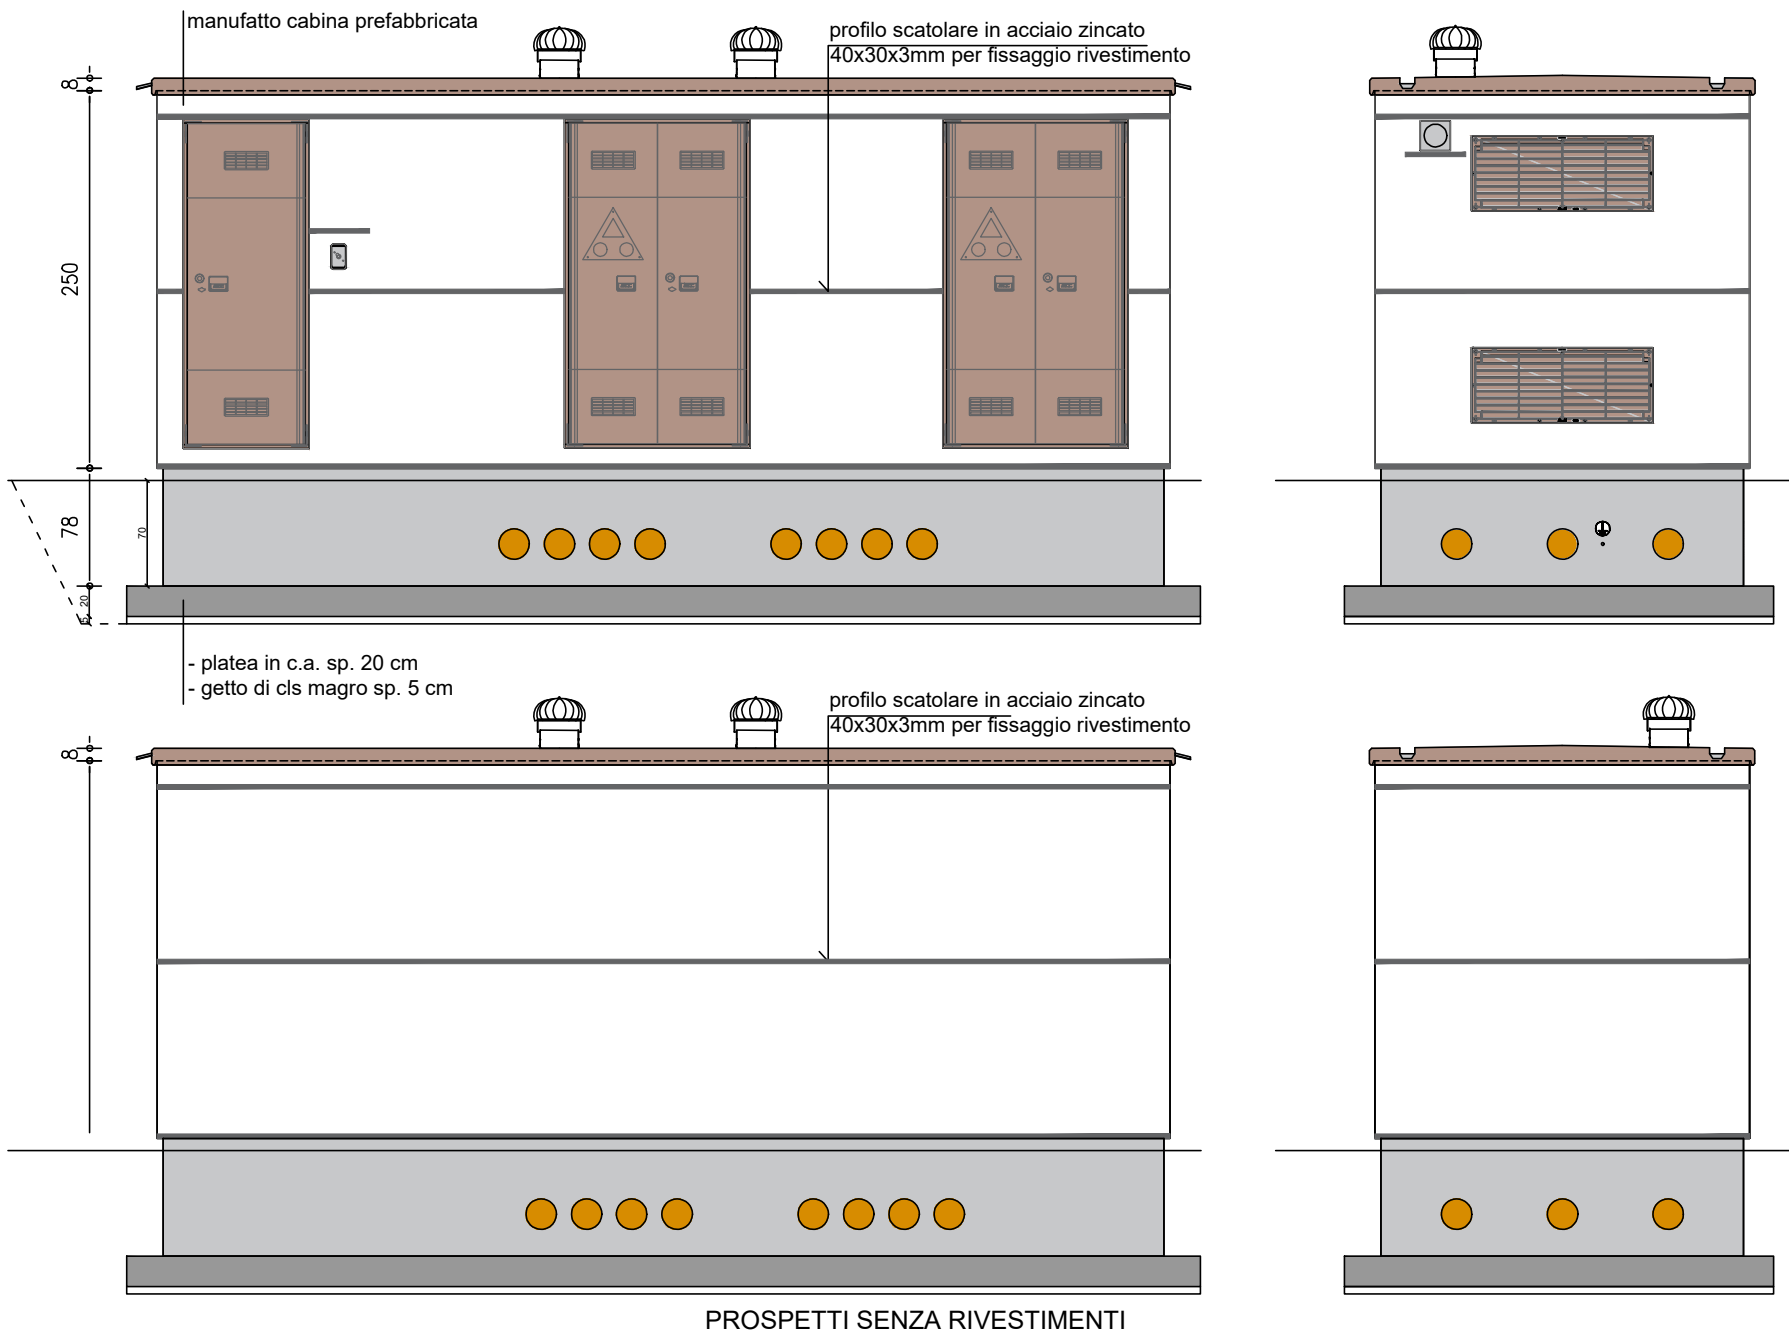 manufatto cabina prefabbricata
profilo scatolare in acciaio zincato
40x30x3mm per fissaggio rivestimento
8
250
78
70
20
5
- platea in c.a. sp. 20 cm
- getto di cls magro sp. 5 cm
profilo scatolare in acciaio zincato
40x30x3mm per fissaggio rivestimento
8
PROSPETTI SENZA RIVESTIMENTI